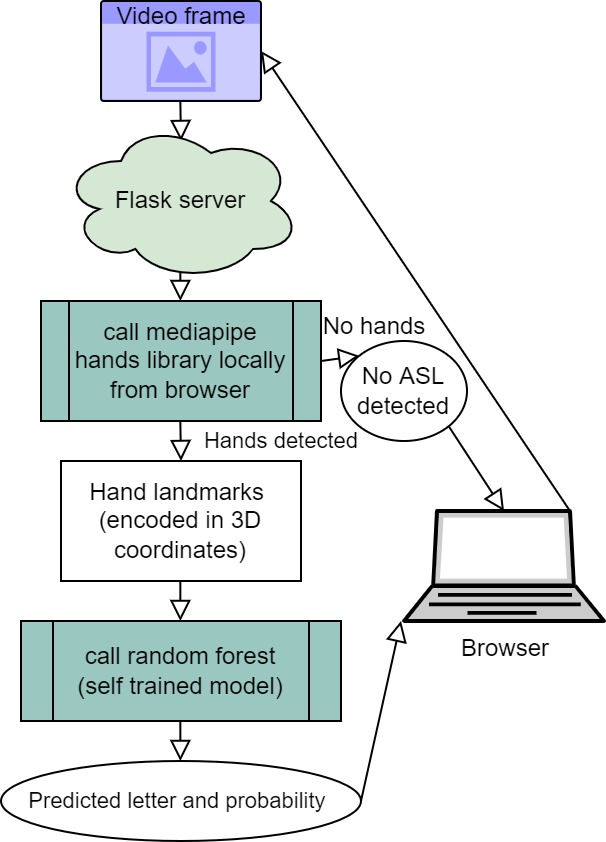 Video frame
Flask server
call mediapipe
hands library locally
from browser
No hands
No ASL
detected
Hands detected
Hand landmarks
(encoded in 3D
coordinates)
call random forest
(self trained model)
Browser
Predicted letter and probability